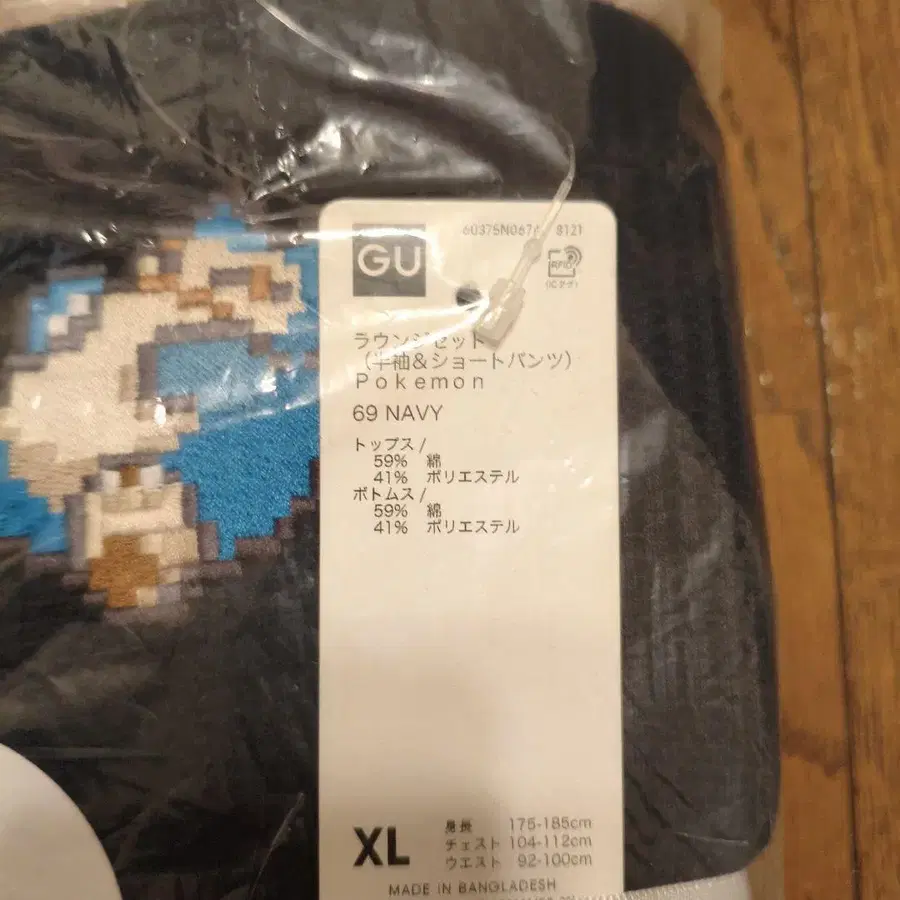 GU
8121
RFID
(ICタグ)
ラウンジセット
(半袖&ショートパンツ)
Pokemon
69 NAVY
トップス/
59% 綿
41% ポリエステル
ボトムス/
59% 綿
41% ポリエステル
XL
身長 175-185cm
チェスト 104-112cm
ウエスト 92-100cm
MADE IN BANGLADESH